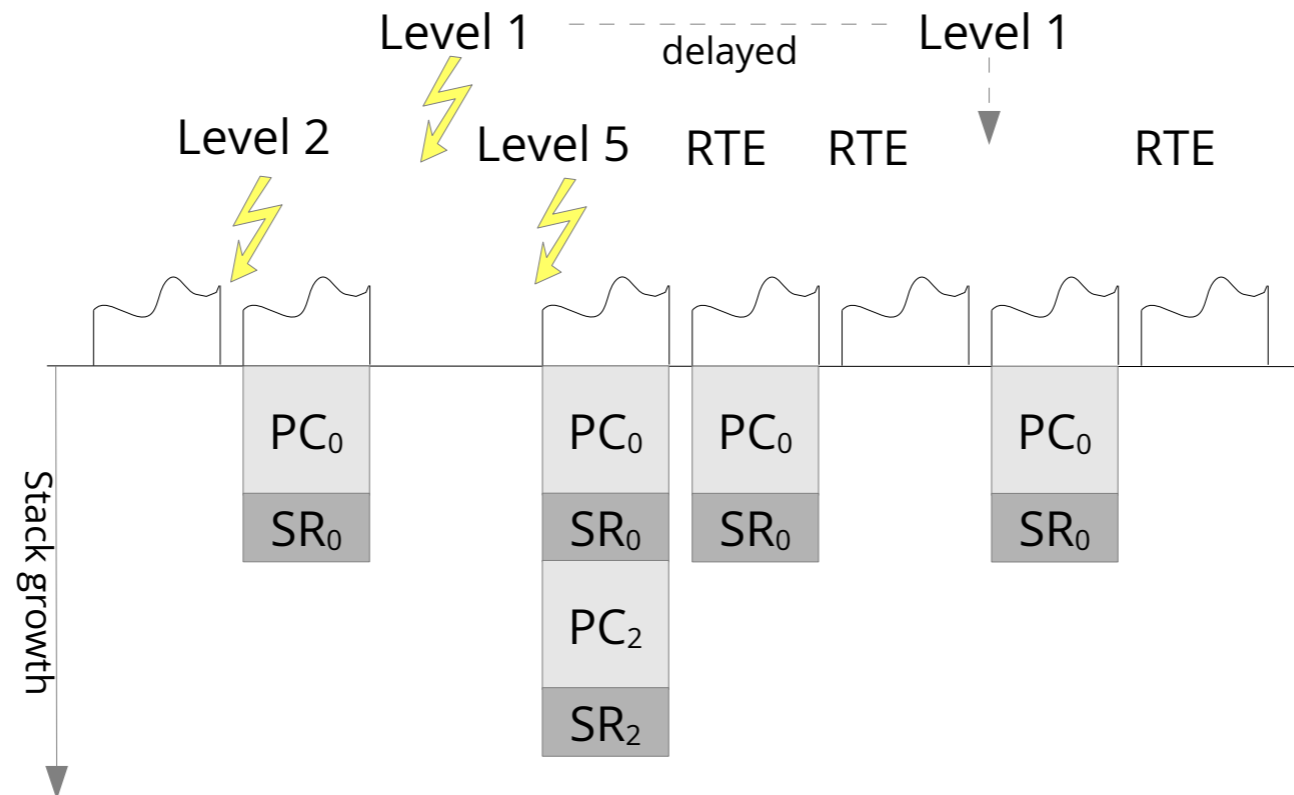 Level 1
delayed
Level 1
Level 2
Level 5
RTE
RTE
RTE
PC₀
PC₀
PC₀
PC₀
SR₀
SR₀
SR₀
SR₀
PC₂
SR₂
Stack growth